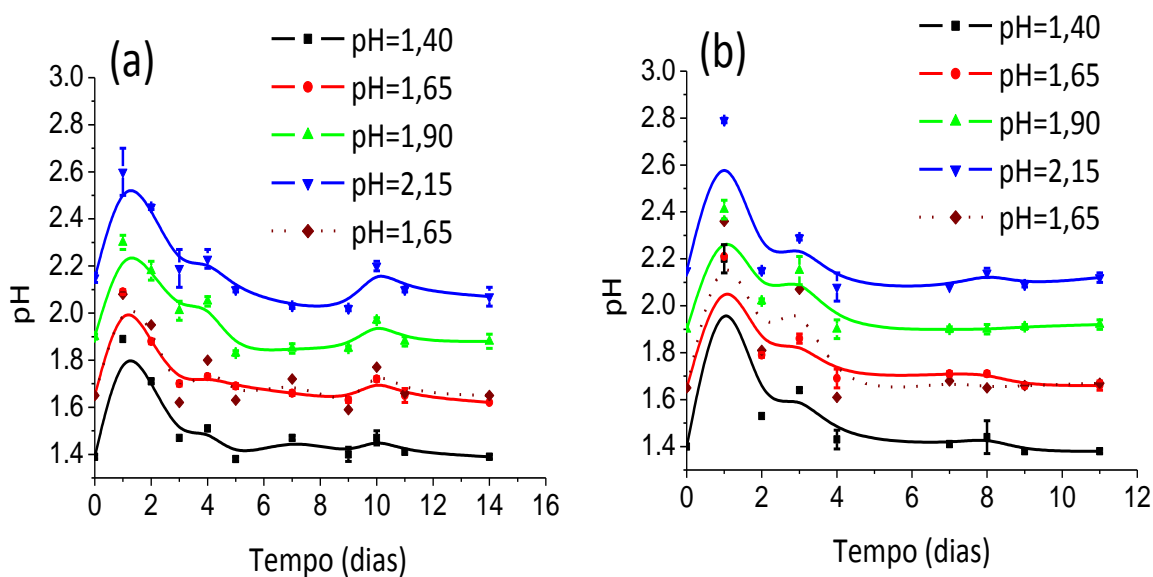 (a)
pH=1,40
pH=1,65
pH=1,90
pH=2,15
pH=1,65
3.0
2.8
2.6
2.4
2.2
2.0
1.8
1.6
1.4
pH
0 2 4 6 8 10 12 14 16
Tempo (dias)
(b)
pH=1,40
pH=1,65
pH=1,90
pH=2,15
pH=1,65
3.0
2.8
2.6
2.4
2.2
2.0
1.8
1.6
1.4
pH
0 2 4 6 8 10 12
Tempo (dias)